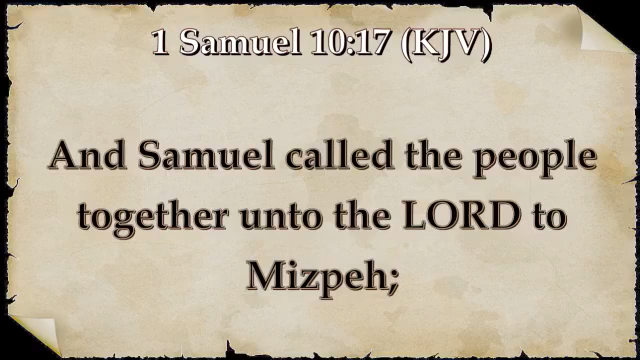 1 Samuel 10:17 (KJV)
And Samuel called the people
together unto the LORD to
Mizpeh;